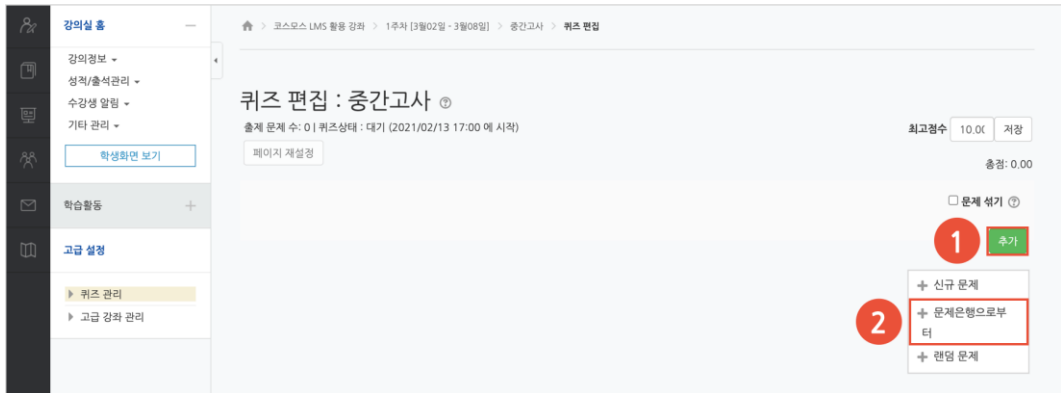 강의실 홈
코스모스 LMS 활용 강좌 > 1주차 [3월02일 - 3월08일] > 중간고사 > 퀴즈 편집
강의정보
성적/출석관리
수강생 알림
기타 관리
학생화면 보기
학습활동
고급 설정
퀴즈 관리
고급 강좌 관리
퀴즈 편집 : 중간고사
출제 문제 수: 0 | 퀴즈상태 : 대기 (2021/02/13 17:00 에 시작)
페이지 재설정
최고점수 10.0( 저장
총점: 0.00
문제 섞기
1 추가
신규 문제
2 문제은행으로부
터
랜덤 문제